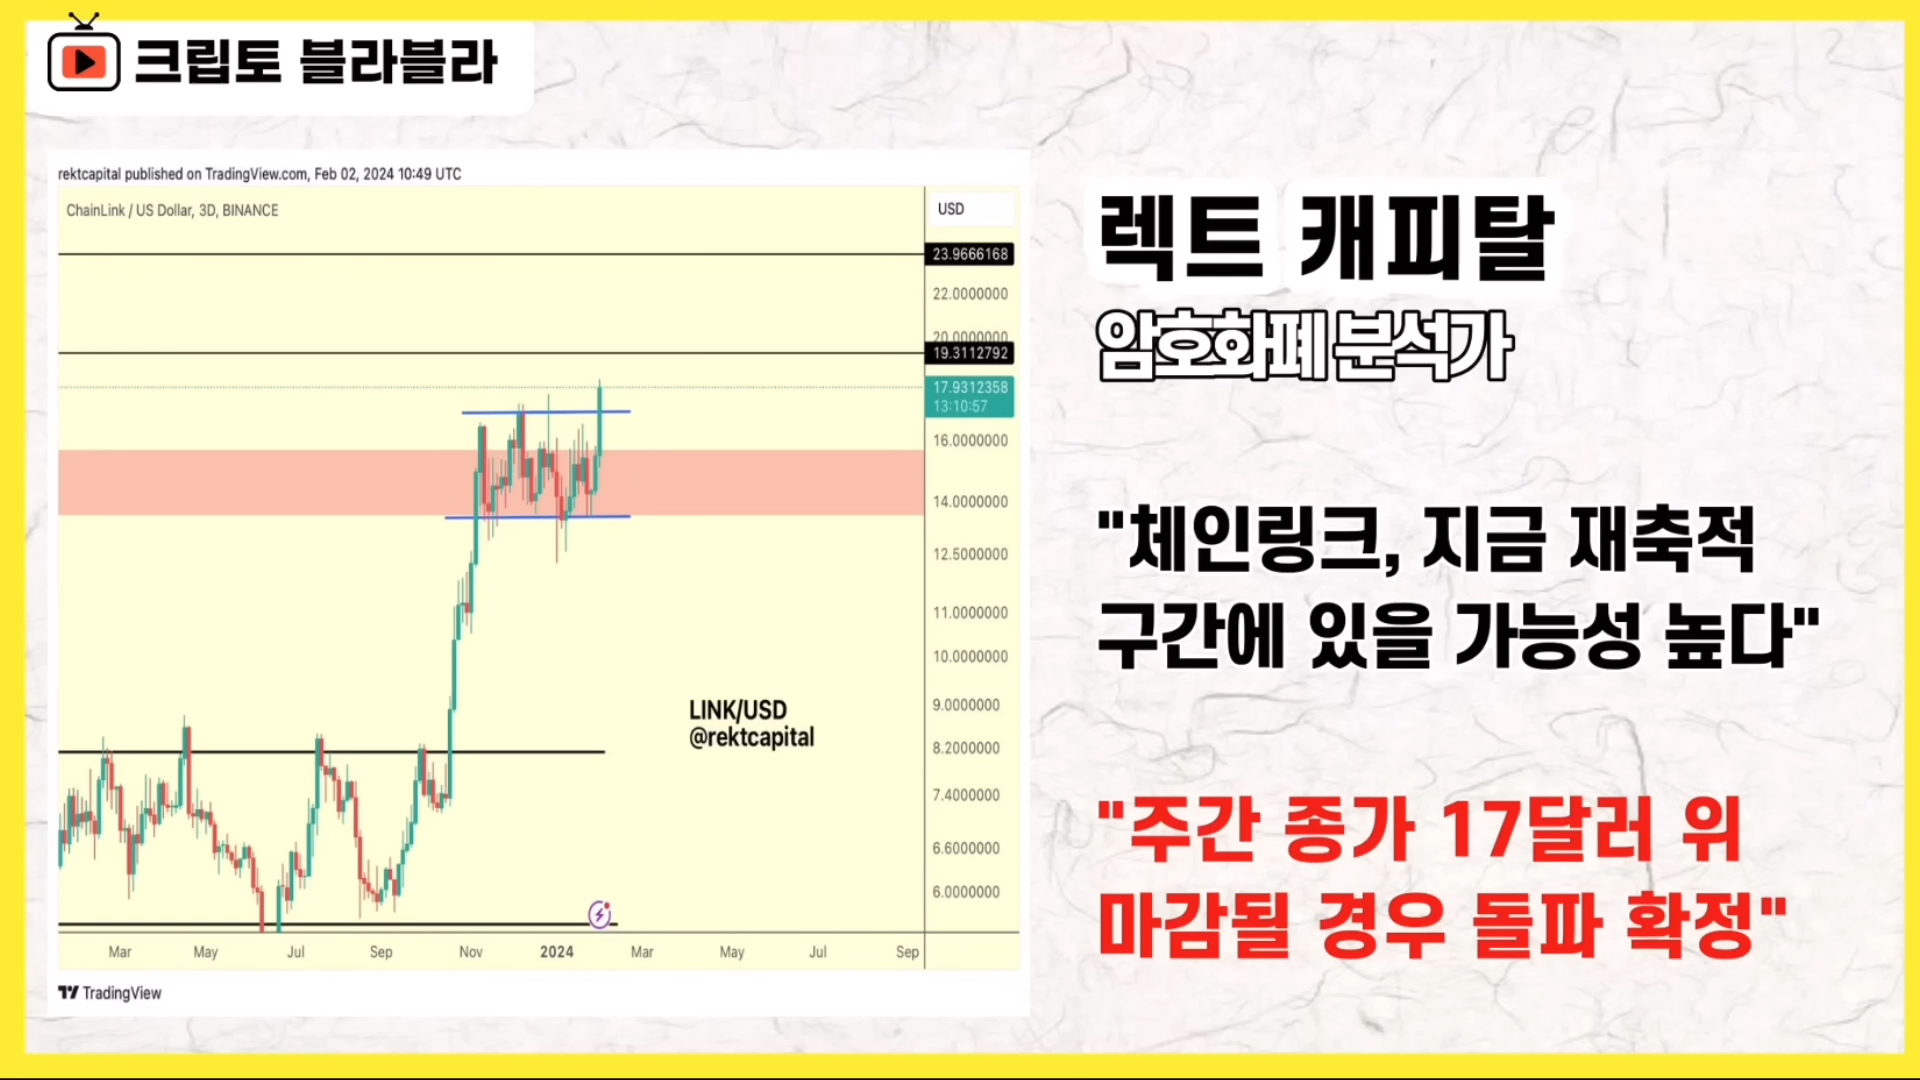 크립토 블라블라
rektcapital published on TradingView.com, Feb 02, 2024 10:49 UTC
ChainLink / US Dollar, 3D, BINANCE
USD
23.9666168
22.0000000
20.0000000
19.3112792
17.9312358
13:10:57
16.0000000
14.0000000
12.5000000
11.0000000
10.0000000
9.0000000
8.2000000
7.4000000
6.6000000
6.0000000
LINK/USD
@rektcapital
Mar May Jul Sep Nov 2024 Mar May Jul Sep
TradingView
렉트 캐피탈
암호화폐 분석가
"체인링크, 지금 재축적
구간에 있을 가능성 높다"
"주간 종가 17달러 위
마감될 경우 돌파 확정"